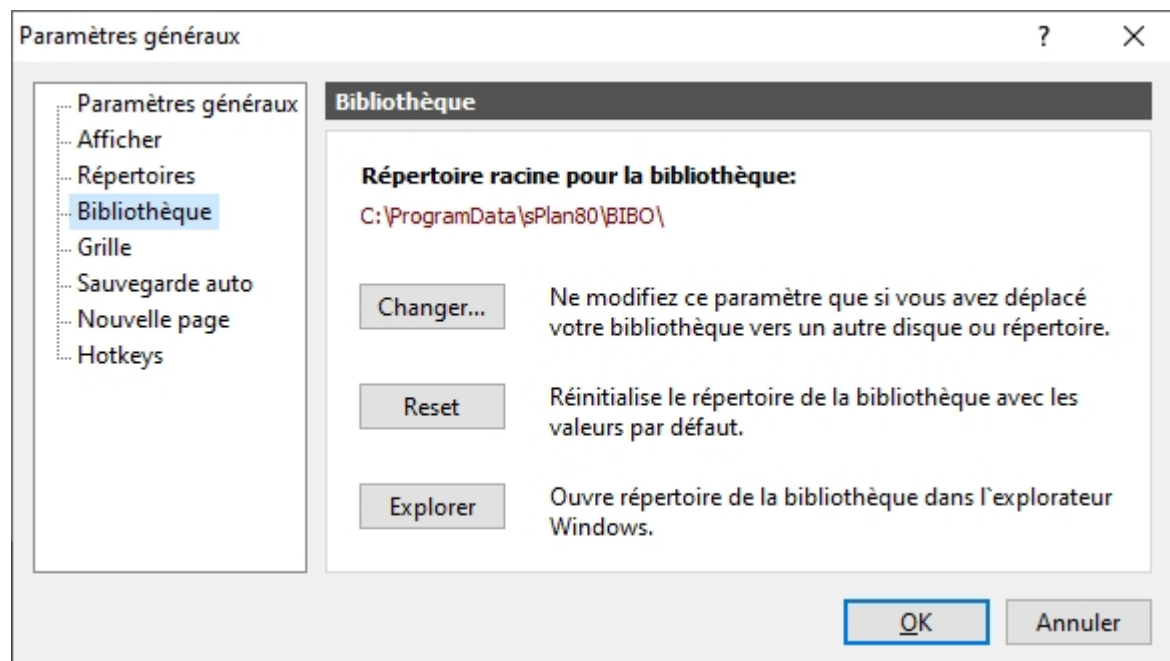 Paramètres généraux
?
Paramètres généraux
Afficher
Répertoires
Bibliothèque
Grille
Sauvegarde auto
Nouvelle page
Hotkeys
Bibliothèque
Répertoire racine pour la bibliothèque:
C:\ProgramData\sPlan80\BIBO\
Changer...
Ne modifiez ce paramètre que si vous avez déplacé
votre bibliothèque vers un autre disque ou répertoire.
Reset
Réinitialise le répertoire de la bibliothèque avec les
valeurs par défaut.
Explorer
Ouvre répertoire de la bibliothèque dans l`explorateur
Windows.
OK
Annuler